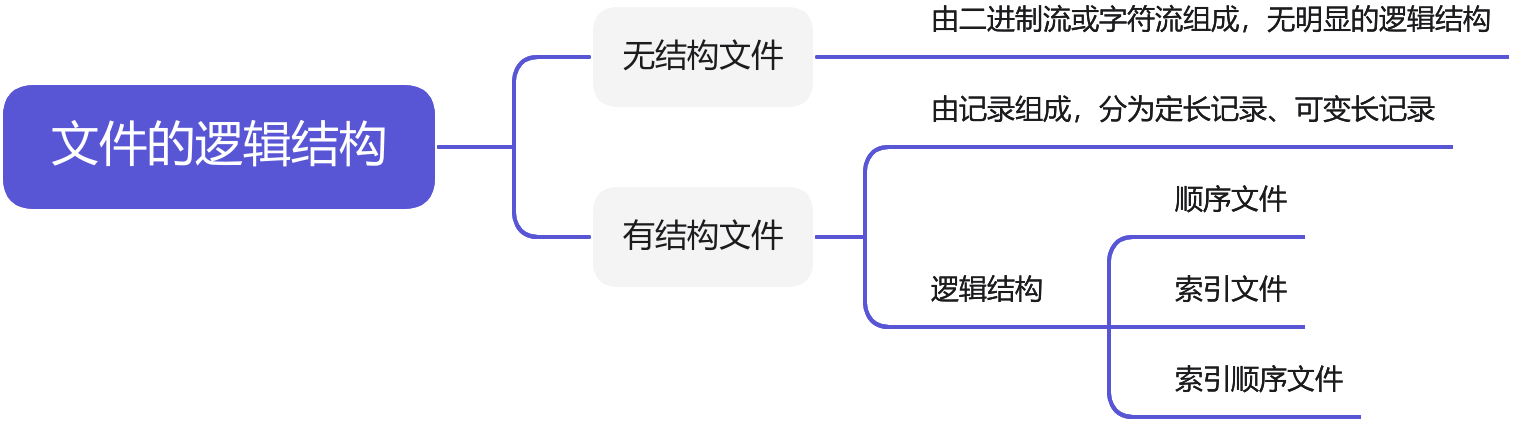 文件的逻辑结构
无结构文件
由二进制流或字符流组成，无明显的逻辑结构
有结构文件
由记录组成，分为定长记录、可变长记录
逻辑结构
顺序文件
索引文件
索引顺序文件